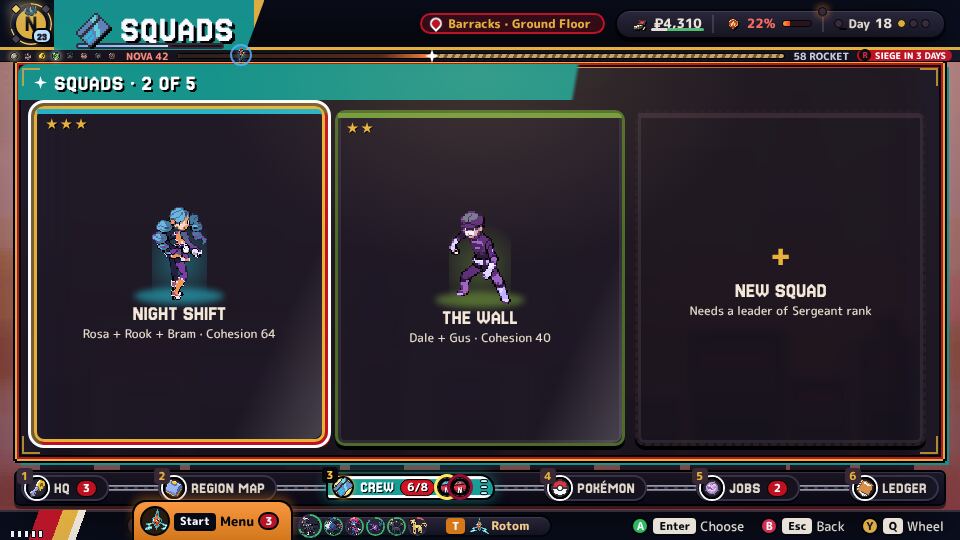 N
23
SQUADS
Barracks · Ground Floor
₽4,310
22%
Day 18
NOVA 42
58 ROCKET
R
SIEGE IN 3 DAYS
SQUADS · 2 OF 5
NIGHT SHIFT
Rosa + Rook + Bram · Cohesion 64
THE WALL
Dale + Gus · Cohesion 40
+
NEW SQUAD
Needs a leader of Sergeant rank
1
HQ
3
2
REGION MAP
3
CREW
6/8
4
POKÉMON
5
JOBS
2
6
LEDGER
Start
Menu
3
T
Rotom
A
Enter
Choose
B
Esc
Back
Y
Q
Wheel